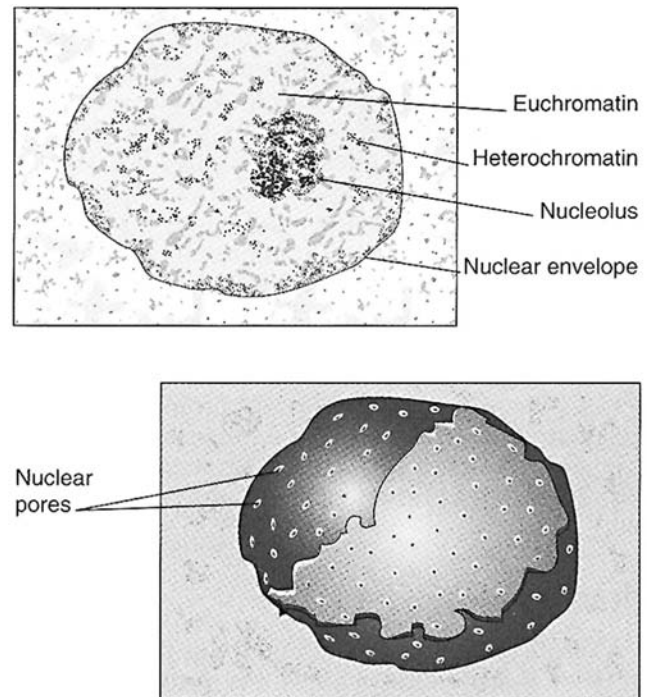 Euchromatin
Heterochromatin
Nucleolus
Nuclear envelope
Nuclear
pores